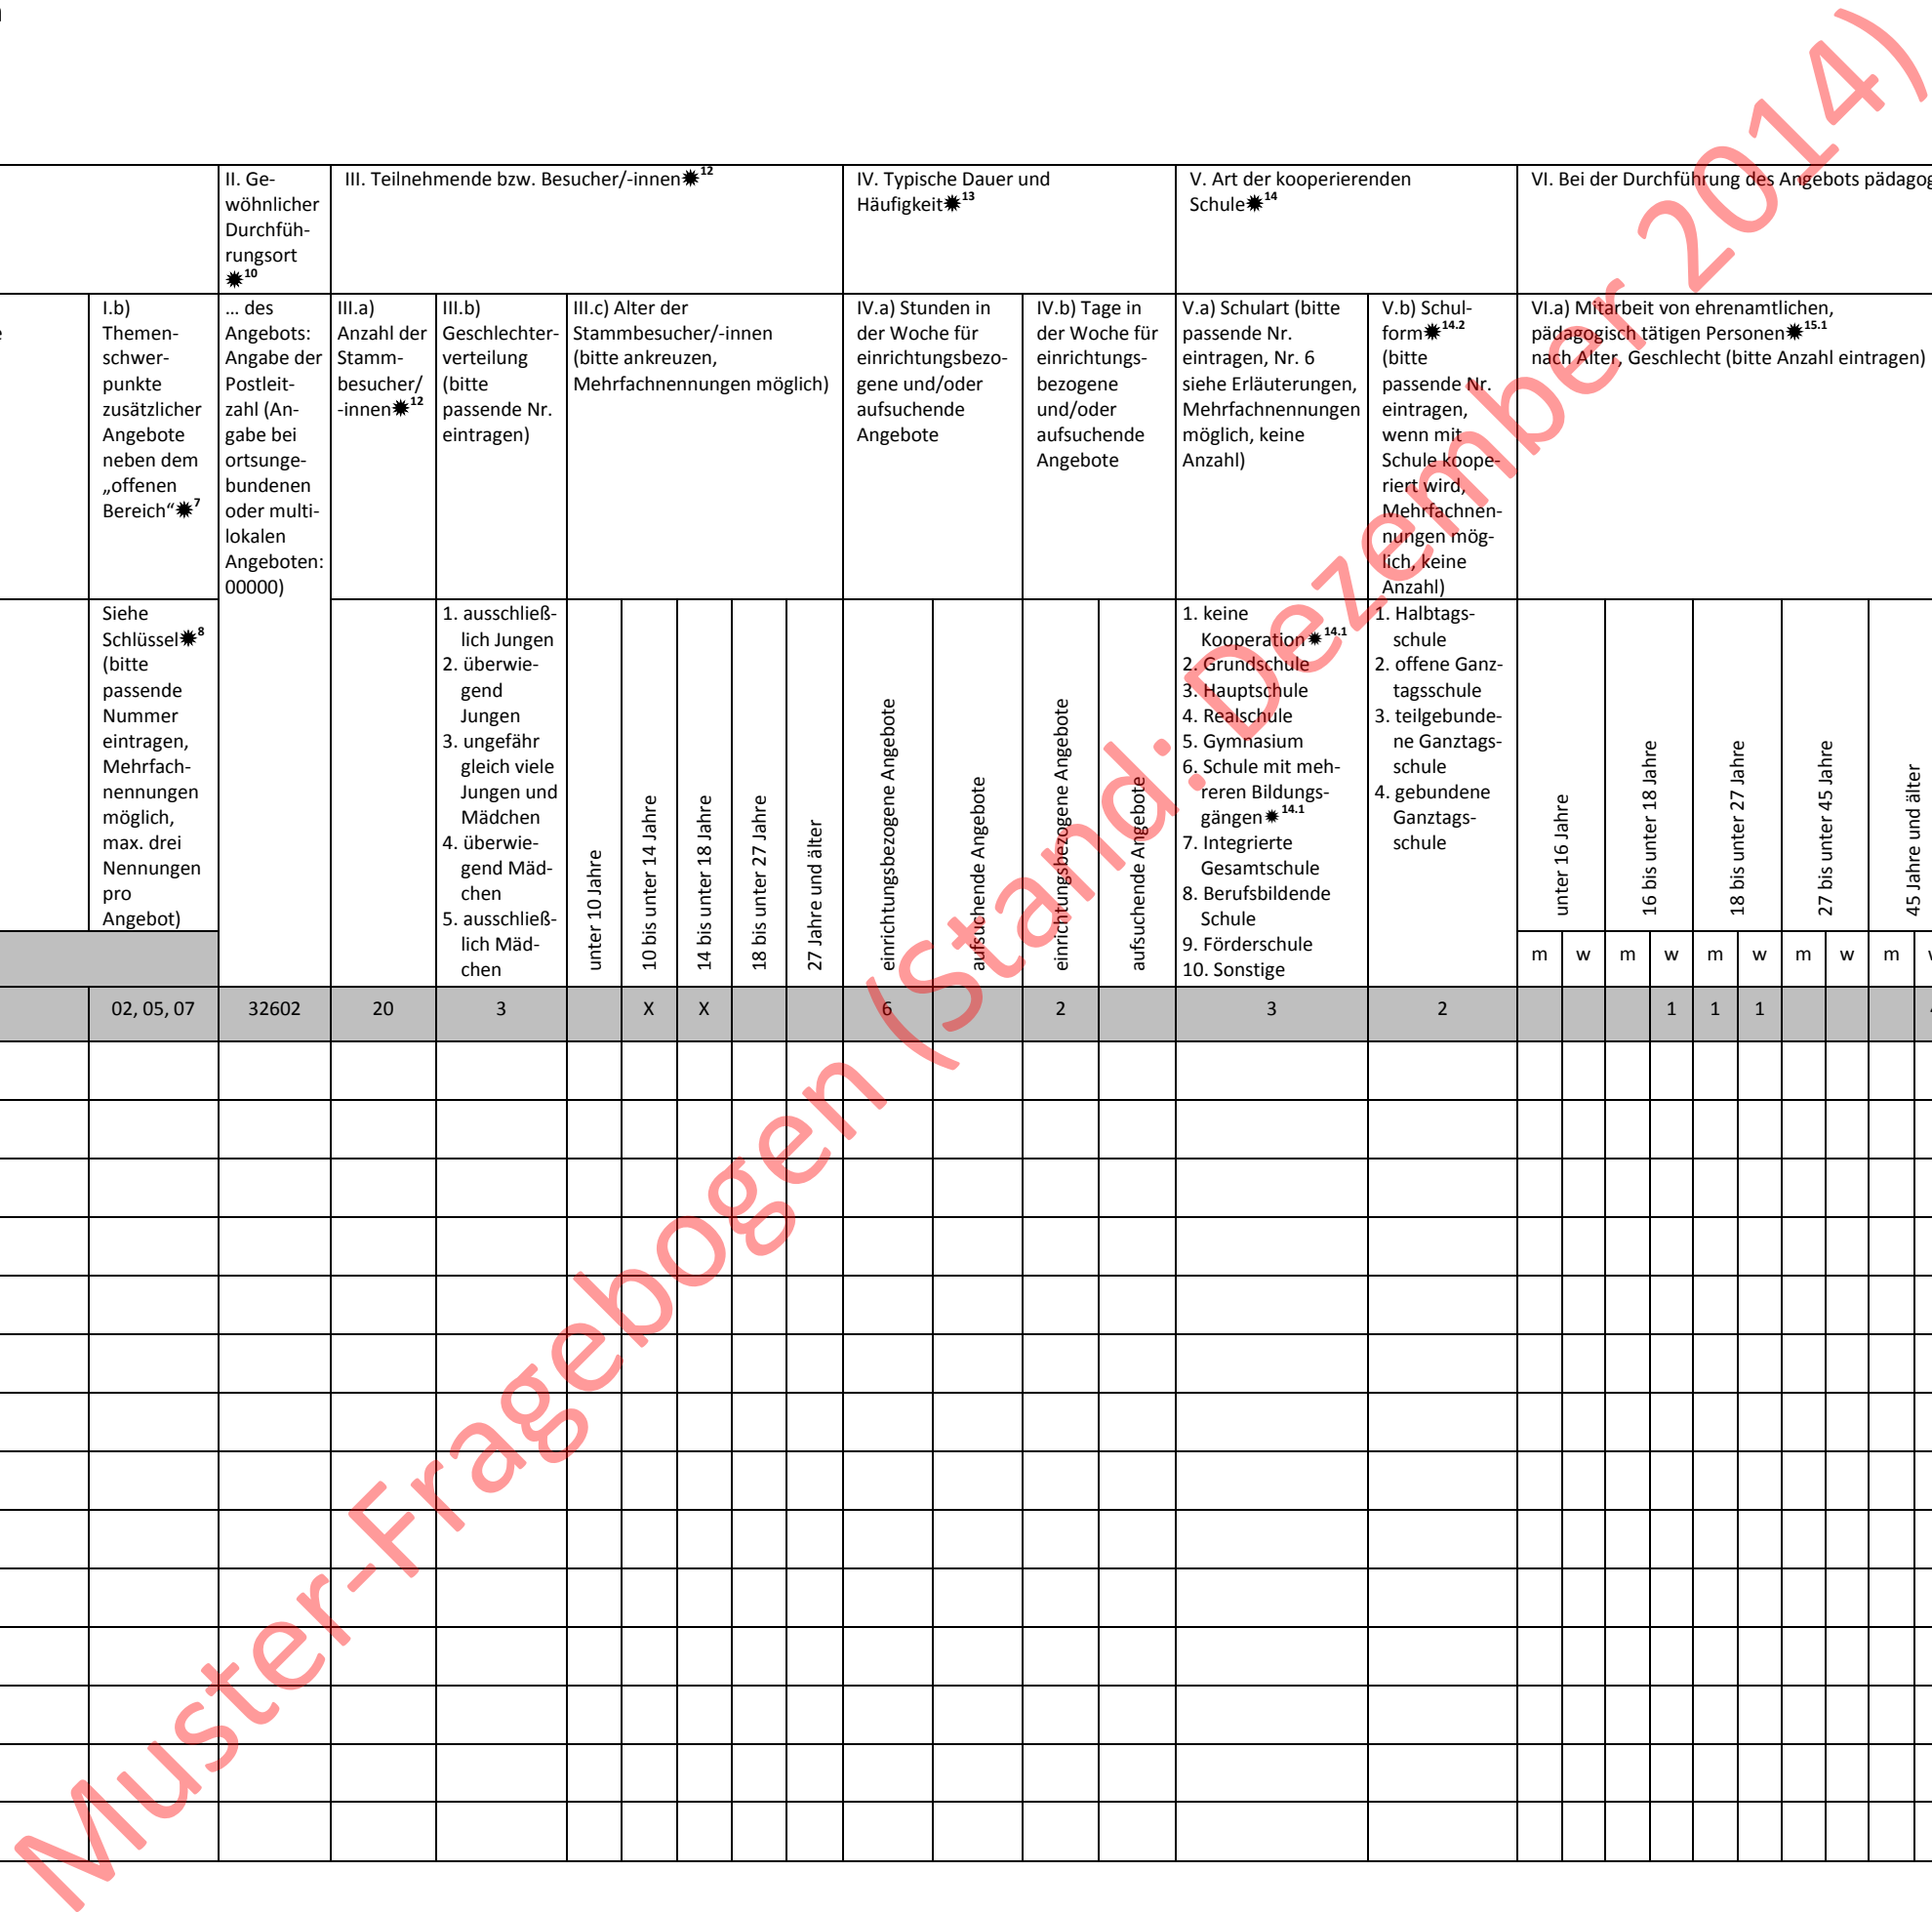 II. Ge-
wöhnlicher
Durchfüh-
rungsort
✹10
III. Teilnehmende bzw. Besucher/-innen✹12
IV. Typische Dauer und
Häufigkeit✹13
V. Art der kooperierenden
Schule✹14
VI. Bei der Durchführung des Angebots
I.b)
Themen-
schwer-
punkte
zusätzlicher
Angebote
neben dem
„offenen
Bereich“✹7
... des
Angebots:
Angabe der
Postleit-
zahl (An-
gabe bei
ortsunge-
bundenen
oder multi-
lokalen
Angeboten:
00000)
III.a)
Anzahl der
Stamm-
besucher/
-innen✹12
III.b)
Geschlechter-
verteilung
(bitte
passende Nr.
eintragen)
III.c) Alter der
Stammbesucher/-innen
(bitte ankreuzen,
Mehrfachnennungen möglich)
IV.a) Stunden in
der Woche für
einrichtungsbezo-
gene und/oder
aufsuchende
Angebote
IV.b) Tage in
der Woche für
einrichtungs-
bezogene
und/oder
aufsuchende
Angebote
V.a) Schulart (bitte
passende Nr.
eintragen, Nr. 6
siehe Erläuterungen,
Mehrfachnennungen
möglich, keine
Anzahl)
V.b) Schul-
form✹14.2
(bitte
passende Nr.
eintragen,
wenn mit
Schule koope-
riert wird,
Mehrfachnen-
nungen mög-
lich, keine
Anzahl)
VI.a) Mitarbeit von ehrenamtlichen,
pädagogisch tätigen Personen✹15.1
nach Alter, Geschlecht (bitte Anzahl eintragen)
Siehe
Schlüssel✹8
(bitte
passende
Nummer
eintragen,
Mehrfach-
nennungen
möglich,
max. drei
Nennungen
pro
Angebot)
1. ausschließ-
lich Jungen
2. überwie-
gend
Jungen
3. ungefähr
gleich viele
Jungen und
Mädchen
4. überwie-
gend Mäd-
chen
5. ausschließ-
lich Mäd-
chen
unter 10 Jahre
10 bis unter 14 Jahre
14 bis unter 18 Jahre
18 bis unter 27 Jahre
27 Jahre und älter
einrichtungsbezogene Angebote
aufsuchende Angebote
einrichtungsbezogene Angebote
aufsuchende Angebote
1. keine
Kooperation✹14.1
2. Grundschule
3. Hauptschule
4. Realschule
5. Gymnasium
6. Schule mit meh-
reren Bildungs-
gängen✹14.1
7. Integrierte
Gesamtschule
8. Berufsbildende
Schule
9. Förderschule
10. Sonstige
1. Halbtags-
schule
2. offene Ganz-
tagsschule
3. teilgebunde-
ne Ganztags-
schule
4. gebundene
Ganztags-
schule
unter 16 Jahre
16 bis unter 18 Jahre
18 bis unter 27 Jahre
27 bis unter 45 Jahre
45 Jahre und älter
m w m w m w m w m
02, 05, 07 32602 20 3 X X 6 2 3 2 1 1 1
Muster-Fragebogen (Stand: Dezember 2014)